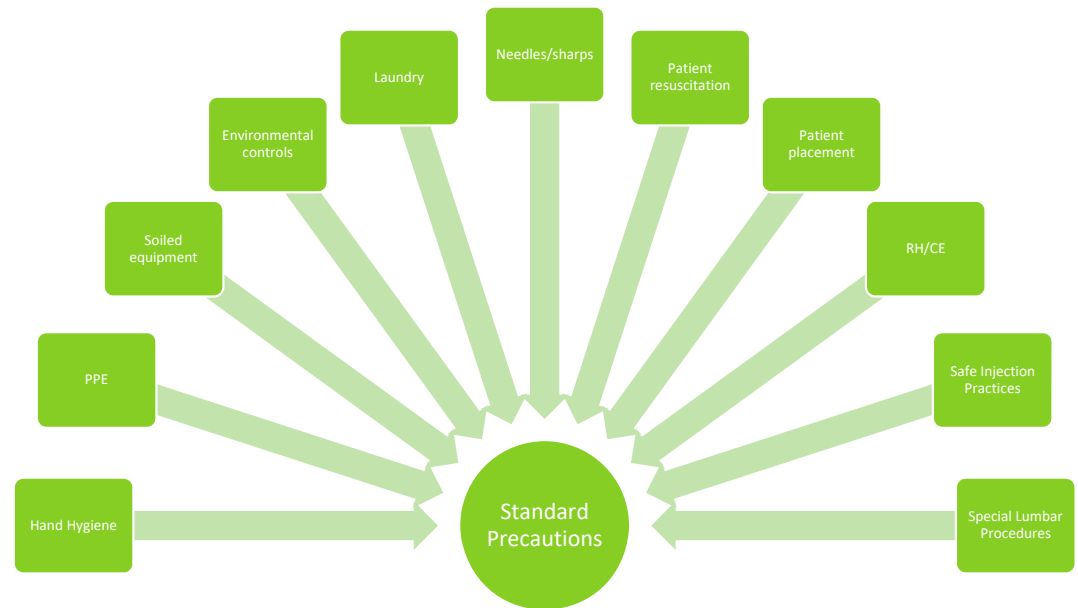 Needles/sharps
Laundry
Patient
resuscitation
Environmental
controls
Patient
placement
Soiled
equipment
RH/CE
PPE
Safe Injection
Practices
Hand Hygiene
Standard
Precautions
Special Lumbar
Procedures